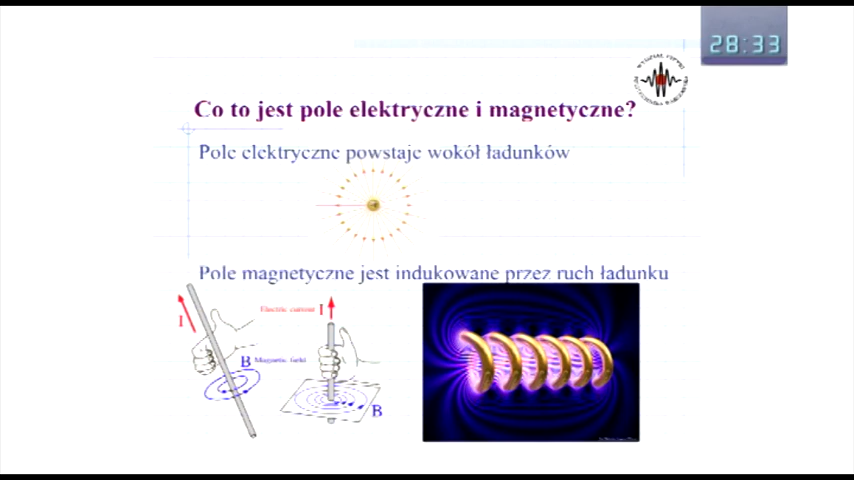 28:33
Co to jest pole elektryczne i magnetyczne?
Pole elektryczne powstaje wokół ładunków
Pole magnetyczne jest indukowane przez ruch ładunku
Electric current I
I
B Magnetic field
B